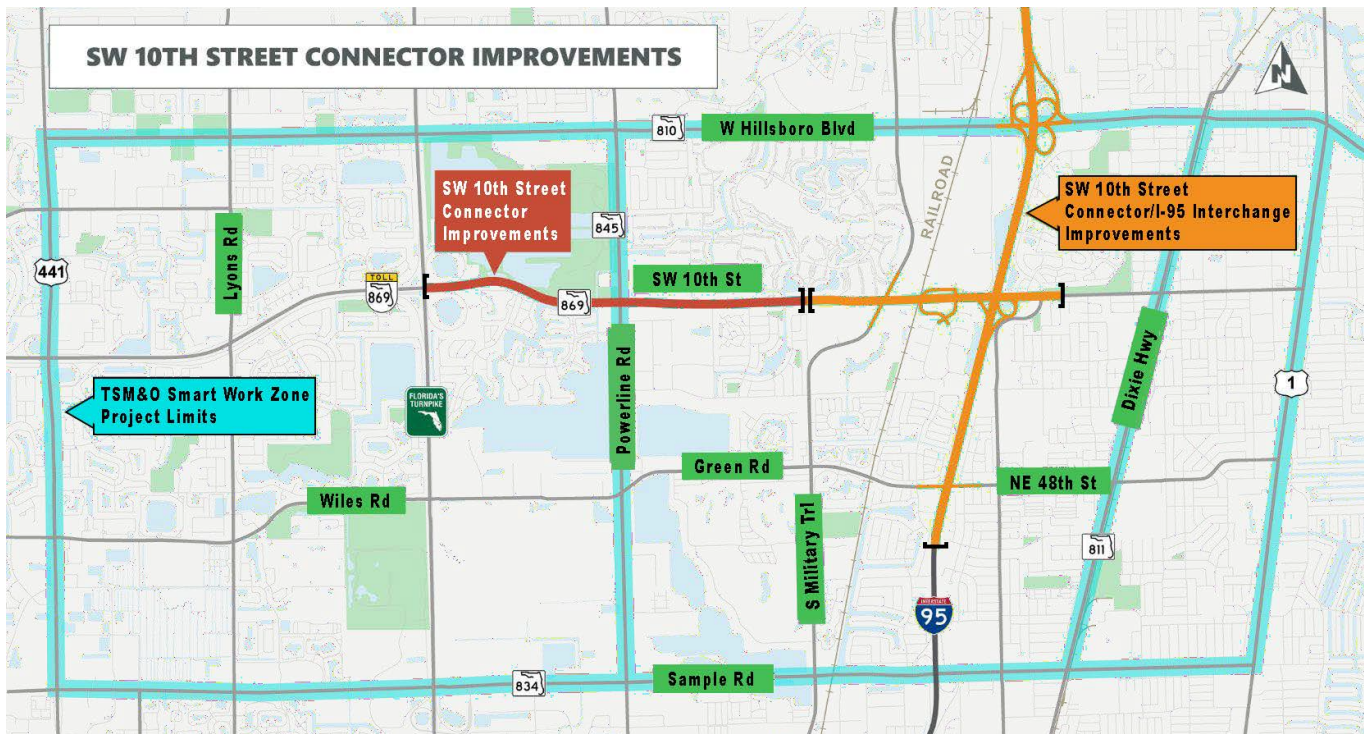 SW 10TH STREET CONNECTOR IMPROVEMENTS
N
810
W Hillsboro Blvd
SW 10th Street
Connector
Improvements
SW 10th Street
Connector/I-95 Interchange
Improvements
RAILROAD
845
441
Lyons Rd
TOLL
869
SW 10th St
869
Powerline Rd
Dixie Hwy
1
TSM&O Smart Work Zone
Project Limits
FLORIDA'S
TURNPIKE
Green Rd
NE 48th St
Wiles Rd
S Military Trl
811
INTERSTATE
95
834
Sample Rd